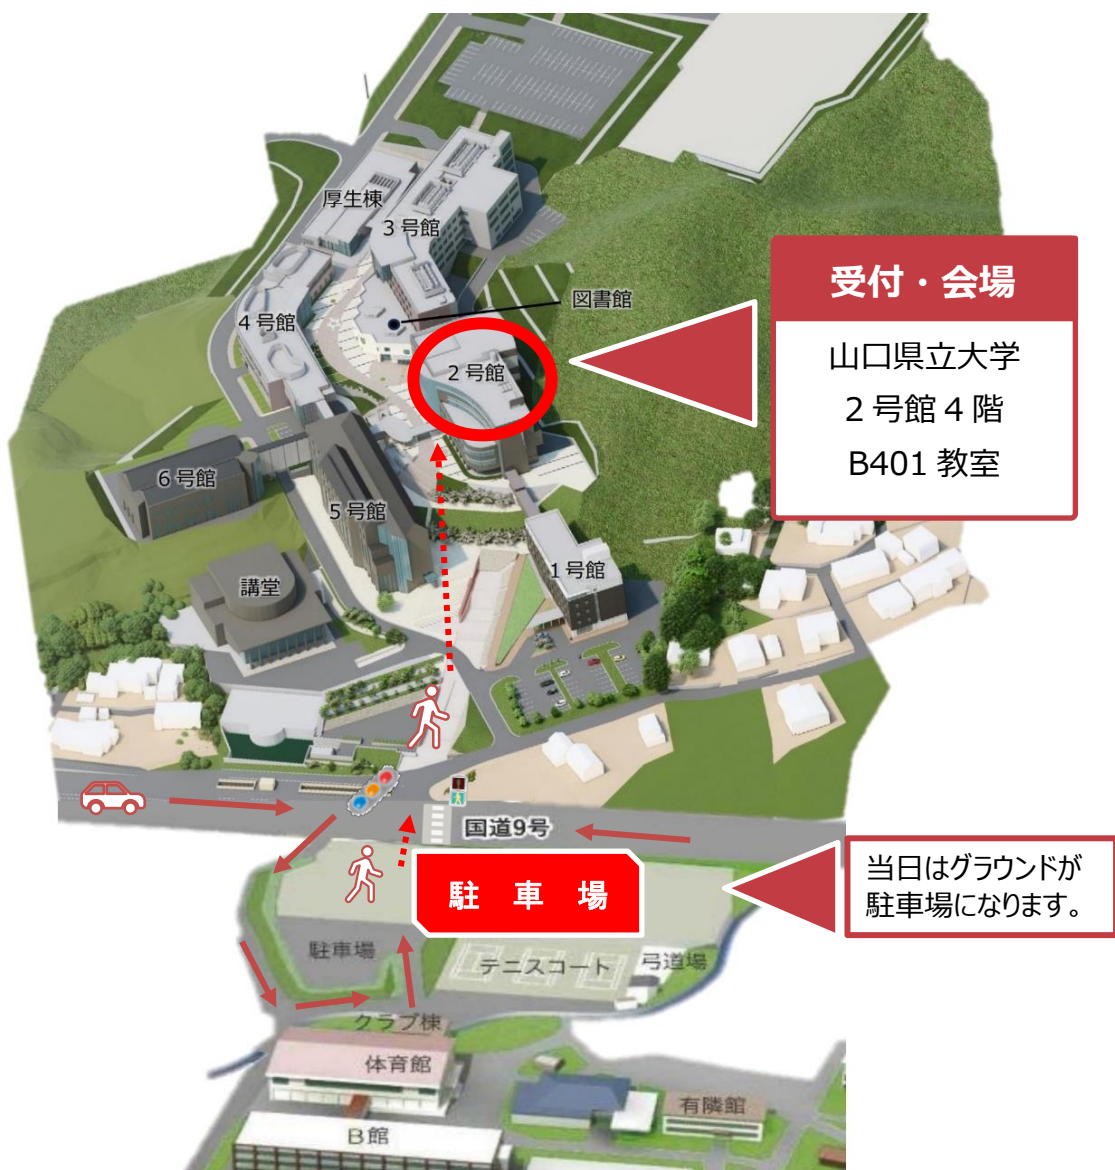 厚生棟
3号館
図書館
4号館
2号館
受付・会場
山口県立大学
2号館4階
B401教室
6号館
5号館
1号館
講堂
国道9号
駐車場
当日はグラウンドが
駐車場になります。
駐車場
テニスコート
弓道場
クラブ棟
体育館
有隣館
B館